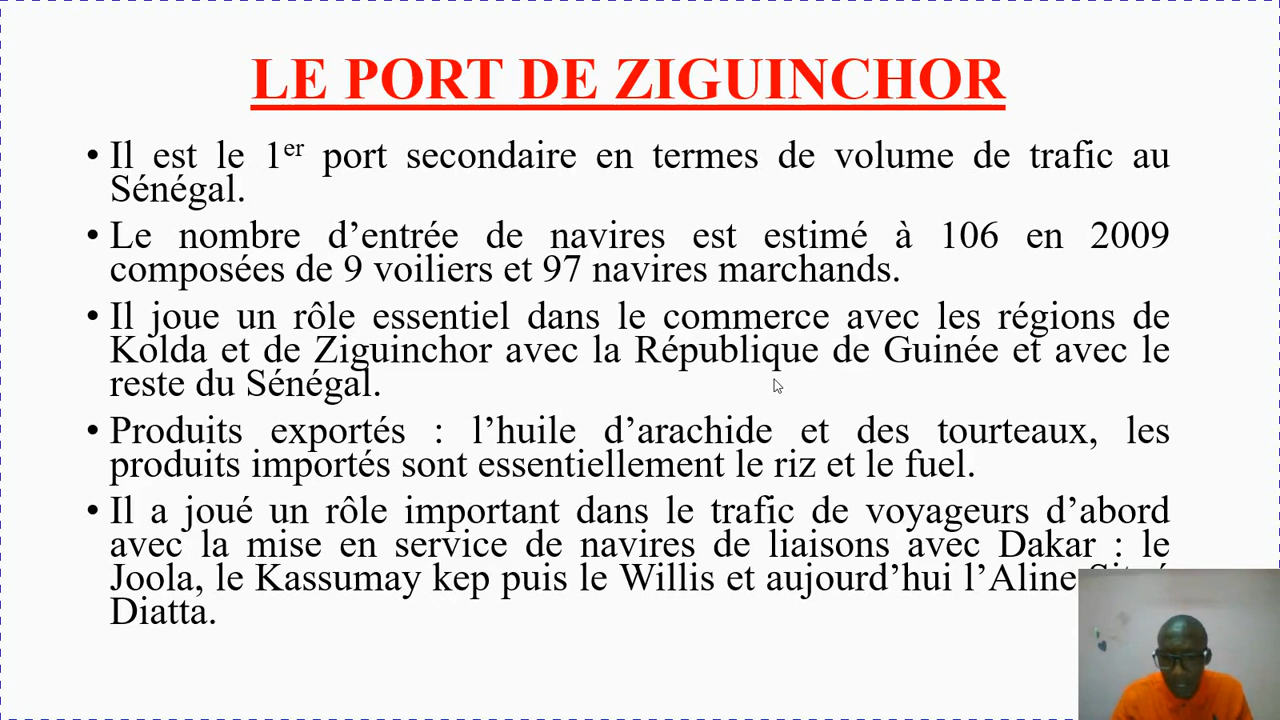 LE PORT DE ZIGUINCHOR
• Il est le 1er port secondaire en termes de volume de trafic au
Sénégal.
• Le nombre d’entrée de navires est estimé à 106 en 2009
composées de 9 voiliers et 97 navires marchands.
• Il joue un rôle essentiel dans le commerce avec les régions de
Kolda et de Ziguinchor avec la République de Guinée et avec le
reste du Sénégal.
• Produits exportés : l’huile d’arachide et des tourteaux, les
produits importés sont essentiellement le riz et le fuel.
• Il a joué un rôle important dans le trafic de voyageurs d’abord
avec la mise en service de navires de liaisons avec Dakar : le
Joola, le Kassumay kep puis le Willis et aujourd’hui l’Aline
Diatta.